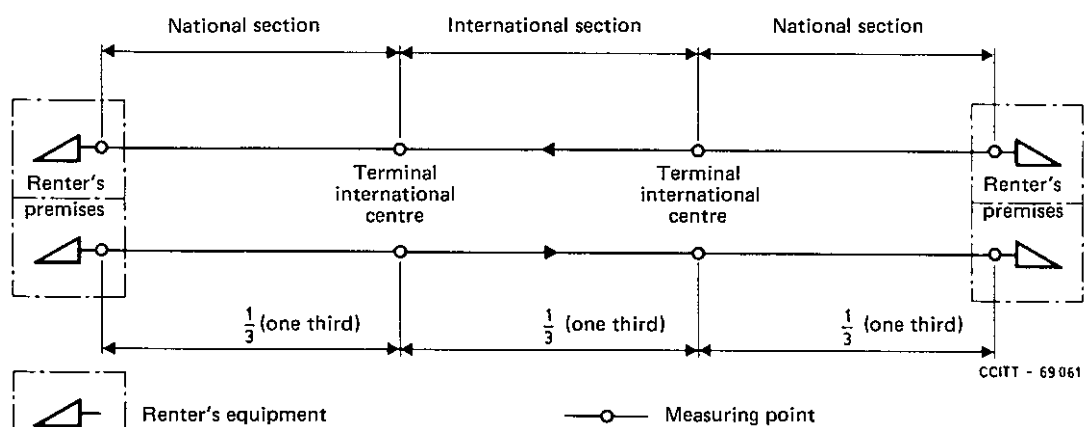 National section
International section
National section
Renter's
premises
Terminal
international
centre
Terminal
international
centre
Renter's
premises
1/3 (one third)
1/3 (one third)
1/3 (one third)
CCITT - 69061
Renter's equipment
Measuring point